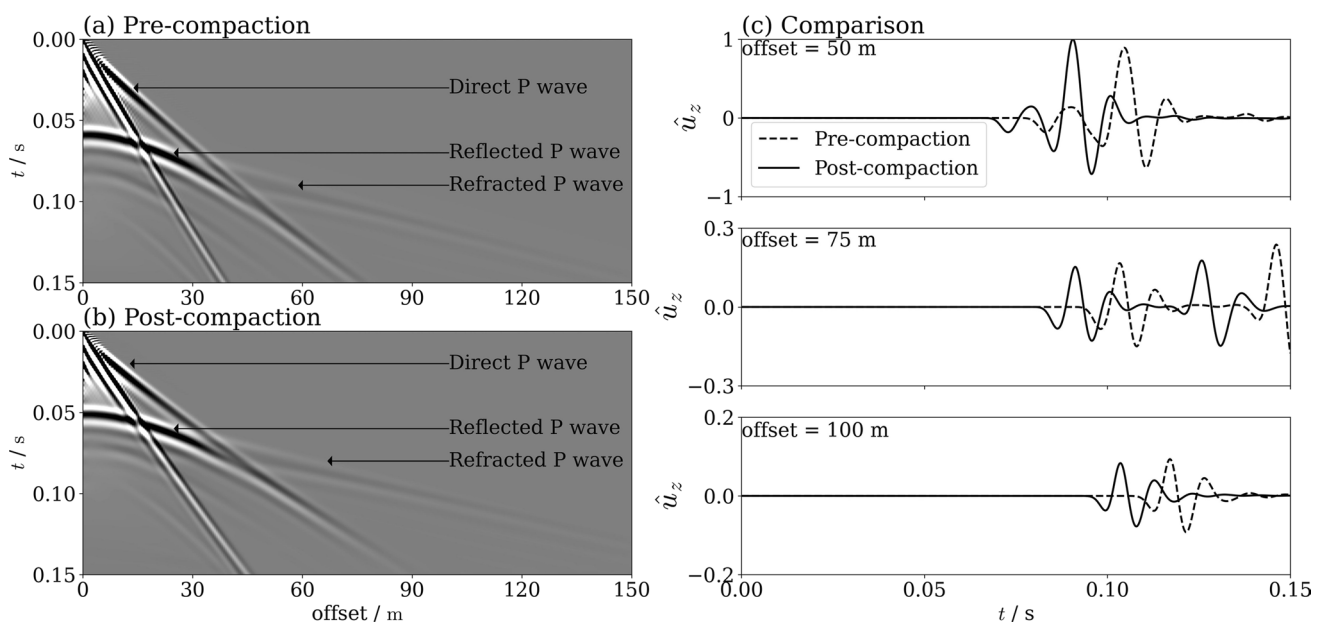 (a) Pre-compaction
0.00
0.05
0.10
0.15
t / s
Direct P wave
Reflected P wave
Refracted P wave
0 30 60 90 120 150
(b) Post-compaction
0.00
0.05
0.10
0.15
t / s
Direct P wave
Reflected P wave
Refracted P wave
0 30 60 90 120 150
offset / m
(c) Comparison
offset = 50 m
1
0
−1
û_z
Pre-compaction
Post-compaction
offset = 75 m
0.3
0.0
−0.3
û_z
offset = 100 m
0.2
0.0
−0.2
û_z
0.00 0.05 0.10 0.15
t / s